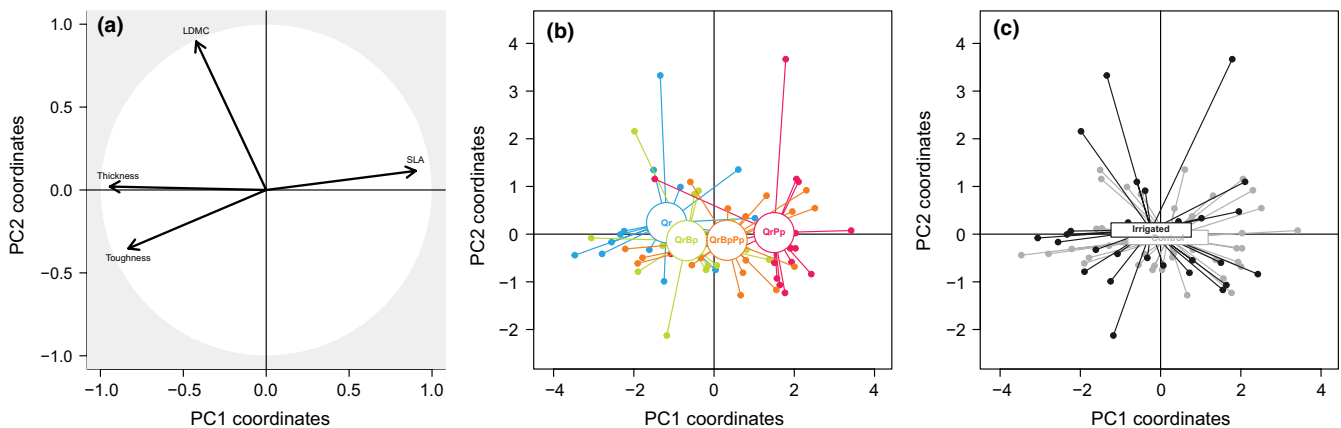 (a)
PC2 coordinates
1.0
0.5
0.0
−0.5
−1.0
LDMC
SLA
Thickness
Toughness
−1.0
−0.5
0.0
0.5
1.0
PC1 coordinates
(b)
PC2 coordinates
4
3
2
1
0
−1
−2
Qr
QrBp
QrBpPp
QrPp
−4
−2
0
2
4
PC1 coordinates
(c)
PC2 coordinates
4
3
2
1
0
−1
−2
Irrigated
Control
−4
−2
0
2
4
PC1 coordinates